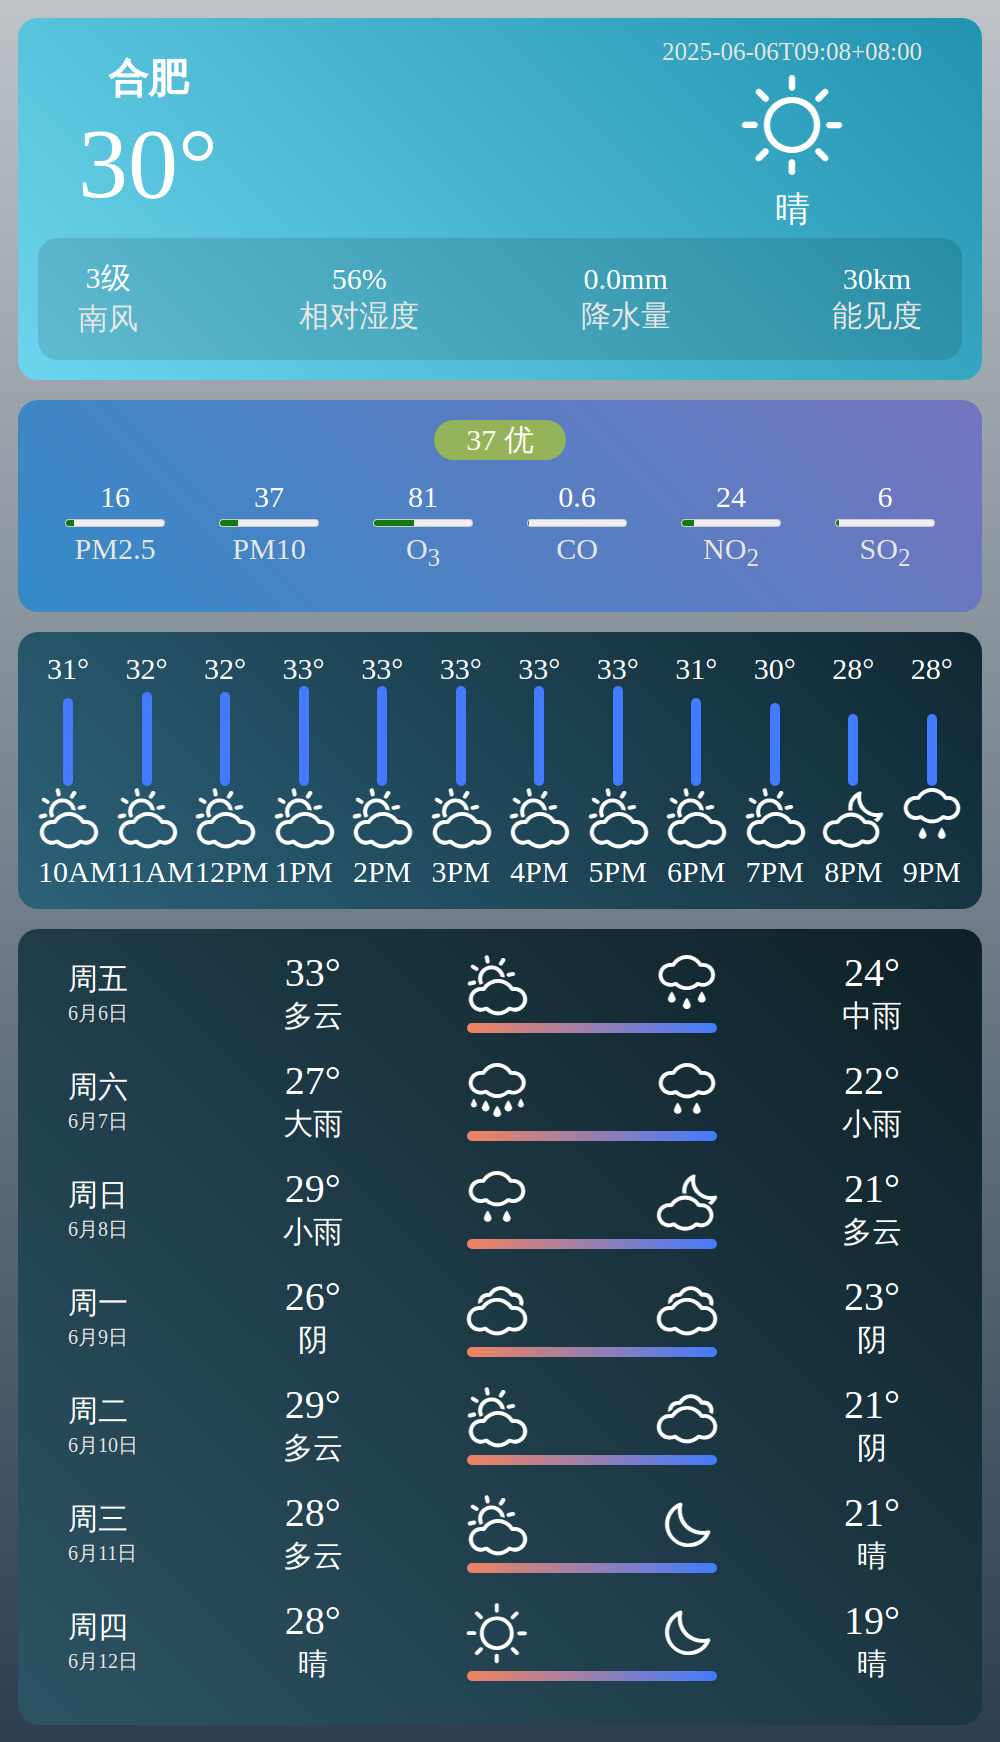 合肥
30°
2025-06-06T09:08+08:00
晴
3级 56% 0.0mm 30km
南风 相对湿度 降水量 能见度
37 优
16 37 81 0.6 24 6
PM2.5 PM10 O3 CO NO2 SO2
31° 32° 32° 33° 33° 33° 33° 33° 31° 30° 28° 28°
10AM 11AM 12PM 1PM 2PM 3PM 4PM 5PM 6PM 7PM 8PM 9PM
周五 33° 24°
6月6日 多云 中雨
周六 27° 22°
6月7日 大雨 小雨
周日 29° 21°
6月8日 小雨 多云
周一 26° 23°
6月9日 阴 阴
周二 29° 21°
6月10日 多云 阴
周三 28° 21°
6月11日 多云 晴
周四 28° 19°
6月12日 晴 晴